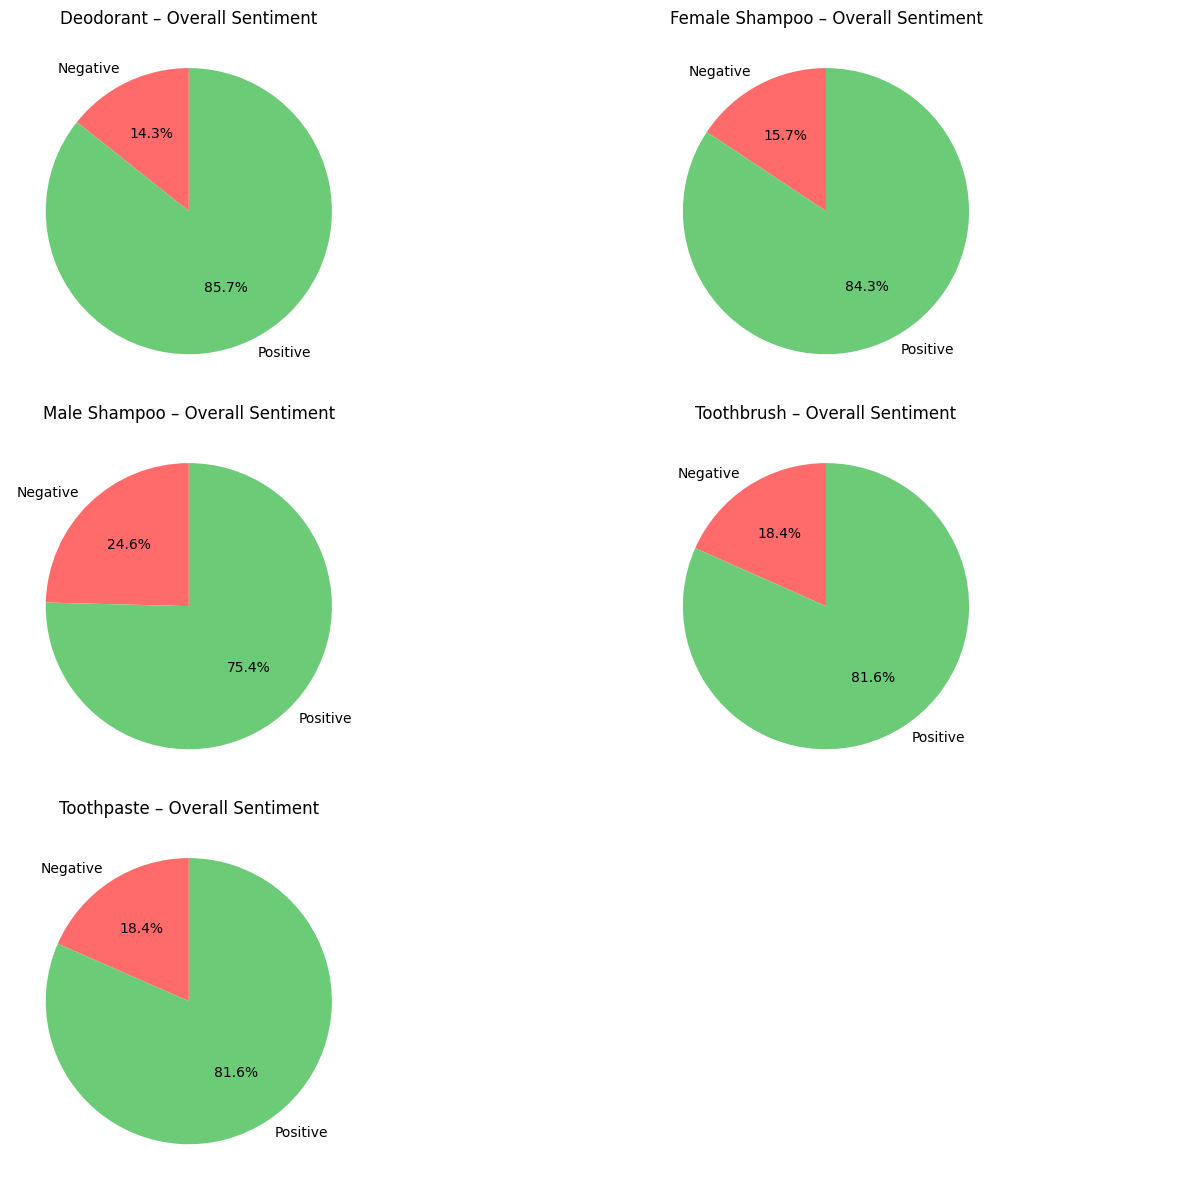 Deodorant – Overall Sentiment
Negative
14.3%
85.7%
Positive
Female Shampoo – Overall Sentiment
Negative
15.7%
84.3%
Positive
Male Shampoo – Overall Sentiment
Negative
24.6%
75.4%
Positive
Toothbrush – Overall Sentiment
Negative
18.4%
81.6%
Positive
Toothpaste – Overall Sentiment
Negative
18.4%
81.6%
Positive